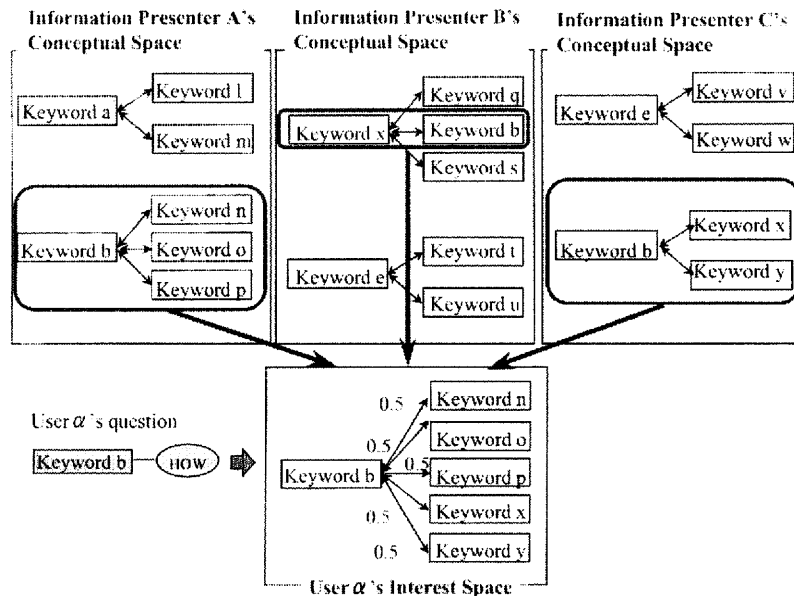 Information Presenter A's
Conceptual Space
Keyword a
Keyword l
Keyword m
Keyword b
Keyword n
Keyword o
Keyword p
Information Presenter B's
Conceptual Space
Keyword x
Keyword q
Keyword b
Keyword s
Keyword e
Keyword t
Keyword u
Information Presenter C's
Conceptual Space
Keyword e
Keyword v
Keyword w
Keyword b
Keyword x
Keyword y
User α's question
Keyword b
HOW
Keyword b
0.5
Keyword n
0.5
Keyword o
0.5
Keyword p
0.5
Keyword x
0.5
Keyword y
User α's Interest Space